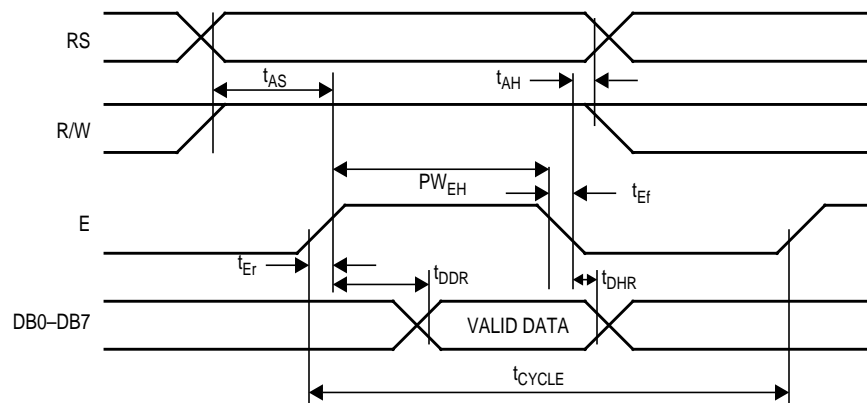 RS
tAS
tAH
R/W
PWEH
tEf
E
tEr
tDDR
tDHR
DB0–DB7
VALID DATA
tCYCLE